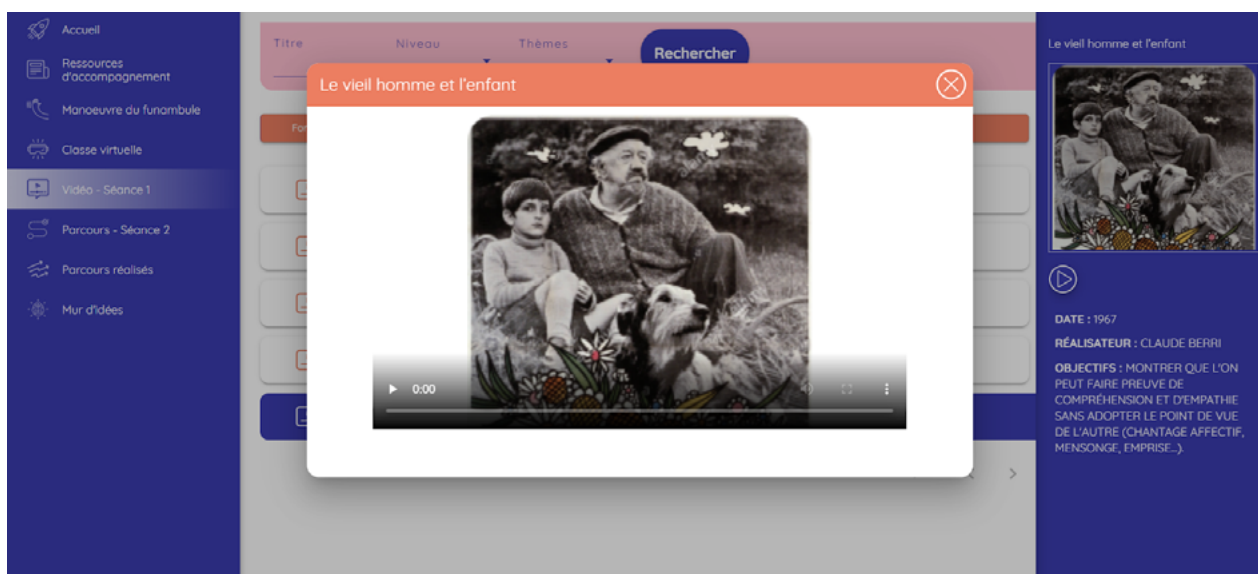 Accueil
Ressources
d'accompagnement
Manoeuvre du funambule
Classe virtuelle
Vidéo - Séance 1
Parcours - Séance 2
Parcours réalisés
Mur d'idées
Titre
Niveau
Thèmes
Rechercher
Le vieil homme et l'enfant
0:00
Le vieil homme et l'enfant
DATE : 1967
RÉALISATEUR : CLAUDE BERRI
OBJECTIFS : MONTRER QUE L'ON
PEUT FAIRE PREUVE DE
COMPRÉHENSION ET D'EMPATHIE
SANS ADOPTER LE POINT DE VUE
DE L'AUTRE (CHANTAGE AFFECTIF,
MENSONGE, EMPRISE...).